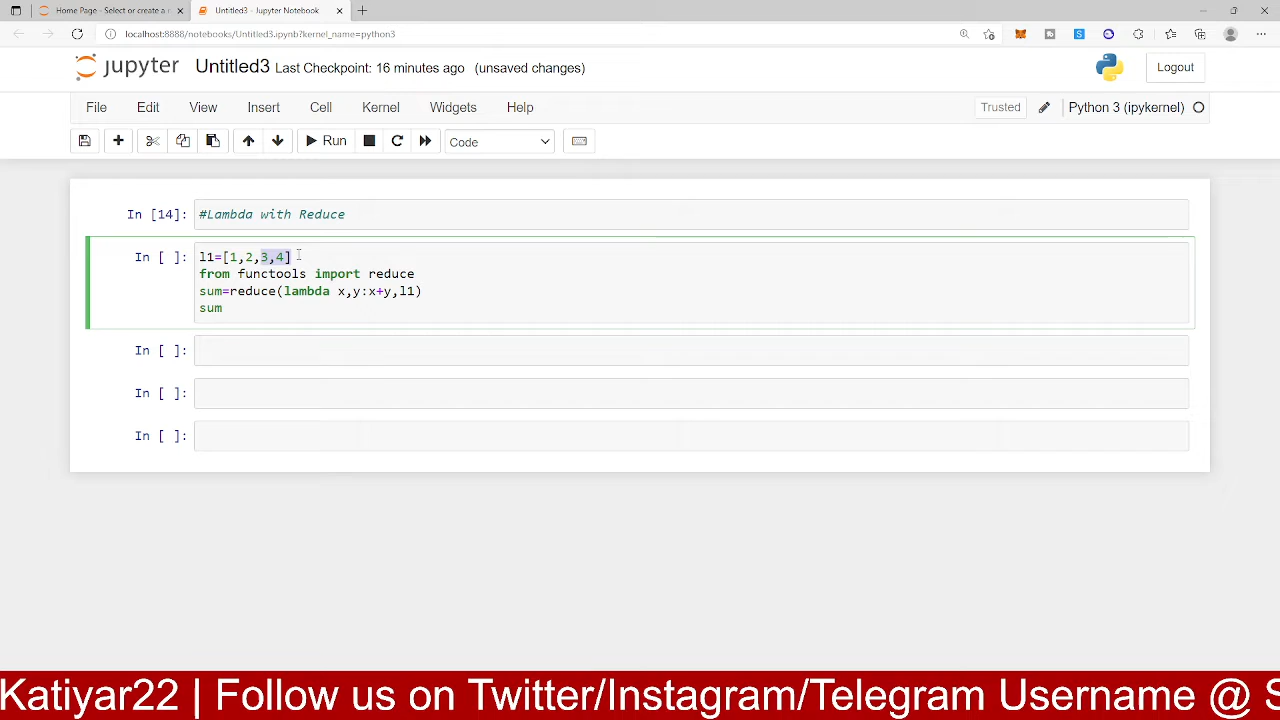 Home Page - Select or create a n
Untitled3 - Jupyter Notebook
localhost:8888/notebooks/Untitled3.ipynb?kernel_name=python3
jupyter Untitled3 Last Checkpoint: 16 minutes ago (unsaved changes)
Logout
File Edit View Insert Cell Kernel Widgets Help
Trusted Python 3 (ipykernel)
Run Code
In [14]: #Lambda with Reduce
In [ ]: l1=[1,2,3,4]
from functools import reduce
sum=reduce(lambda x,y:x+y,l1)
sum
In [ ]:
In [ ]:
In [ ]:
Katiyar22 | Follow us on Twitter/Instagram/Telegram Username @ S